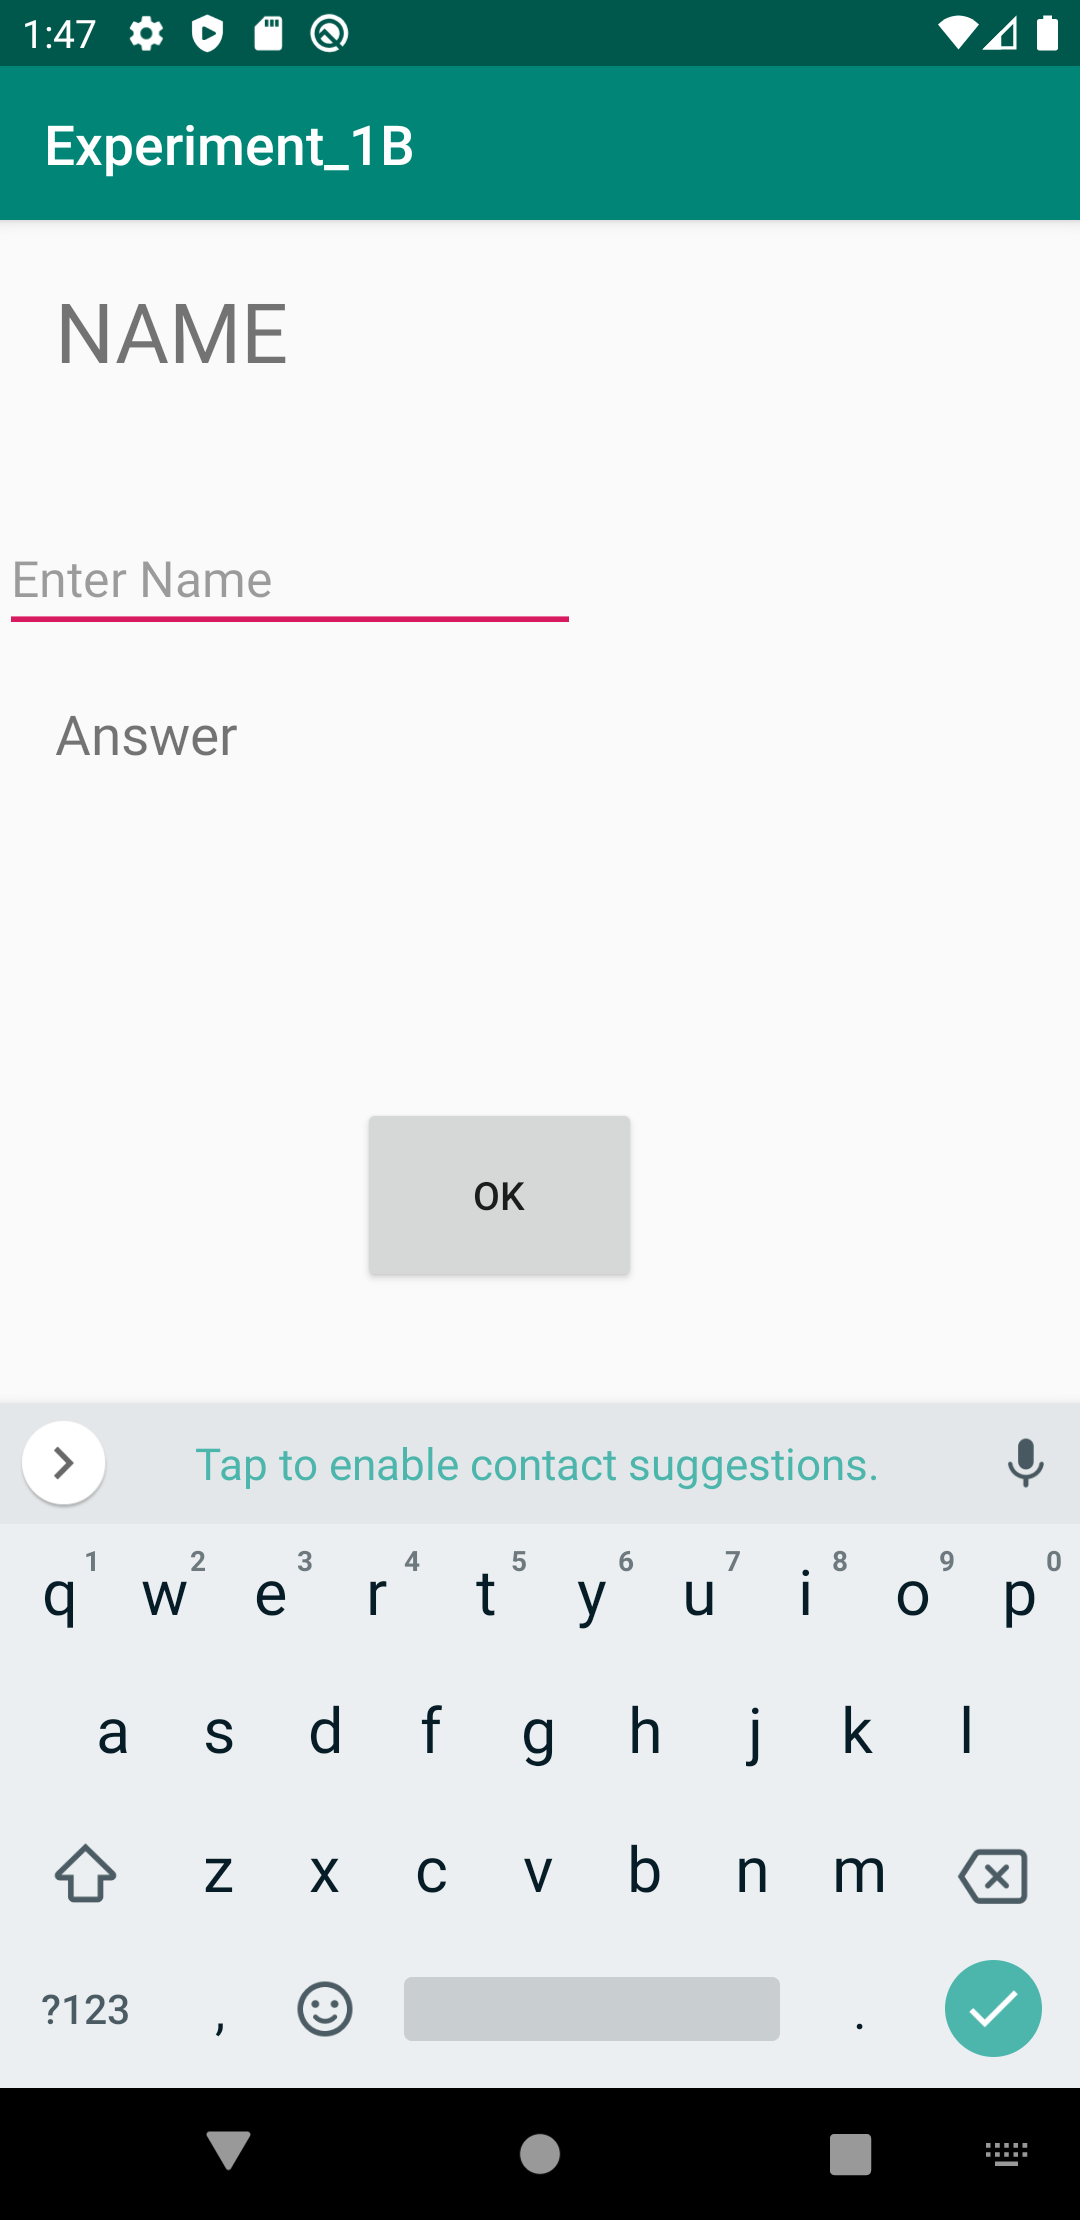 1:47
Experiment_1B
NAME
Enter Name
Answer
OK
Tap to enable contact suggestions.
q 1 w 2 e 3 r 4 t 5 y 6 u 7 i 8 o 9 p 0
a s d f g h j k l
z x c v b n m
?123 , .